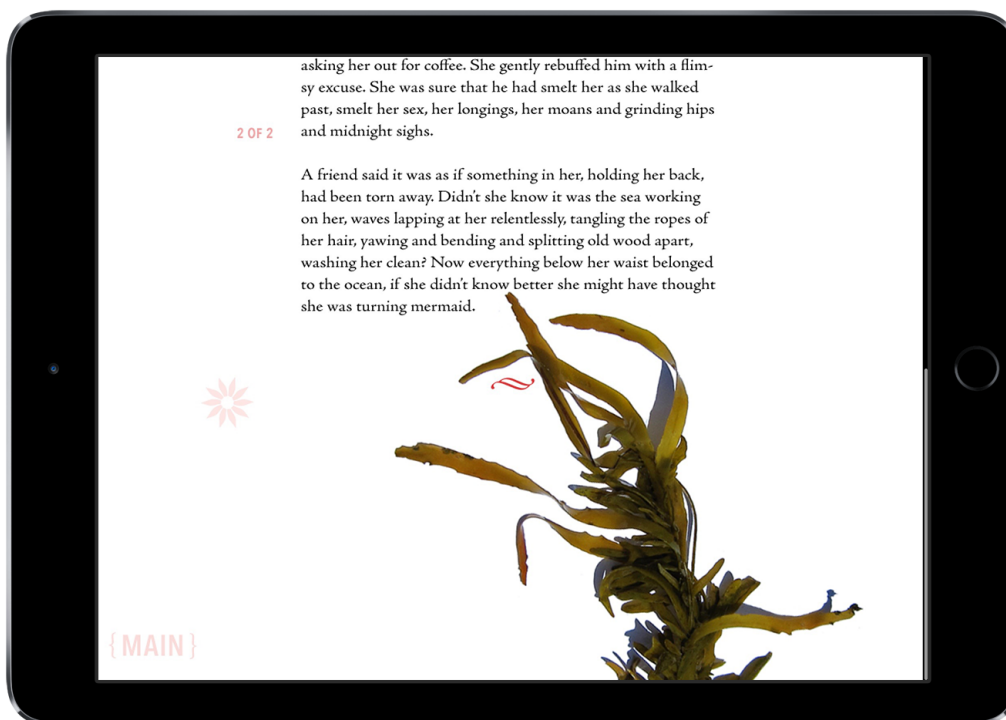 asking her out for coffee. She gently rebuffed him with a flim-
sy excuse. She was sure that he had smelt her as she walked
past, smelt her sex, her longings, her moans and grinding hips
and midnight sighs.
2 OF 2
A friend said it was as if something in her, holding her back,
had been torn away. Didn't she know it was the sea working
on her, waves lapping at her relentlessly, tangling the ropes of
her hair, yawing and bending and splitting old wood apart,
washing her clean? Now everything below her waist belonged
to the ocean, if she didn't know better she might have thought
she was turning mermaid.
{ MAIN }